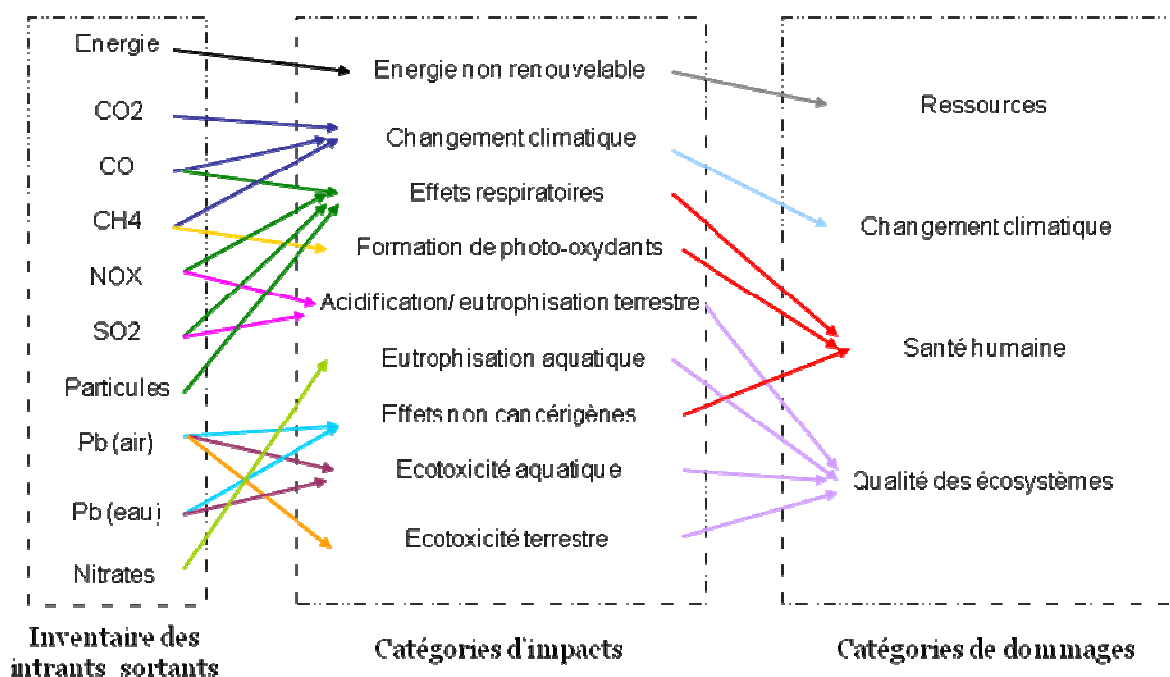 Energie
CO2
CO
CH4
NOX
SO2
Particules
Pb (air)
Pb (eau)
Nitrates
Inventaire des
intrants sortants
Energie non renouvelable
Changement climatique
Effets respiratoires
Formation de photo-oxydants
Acidification/ eutrophisation terrestre
Eutrophisation aquatique
Effets non cancérigènes
Ecotoxicité aquatique
Ecotoxicité terrestre
Catégories d'impacts
Ressources
Changement climatique
Santé humaine
Qualité des écosystèmes
Catégories de dommages